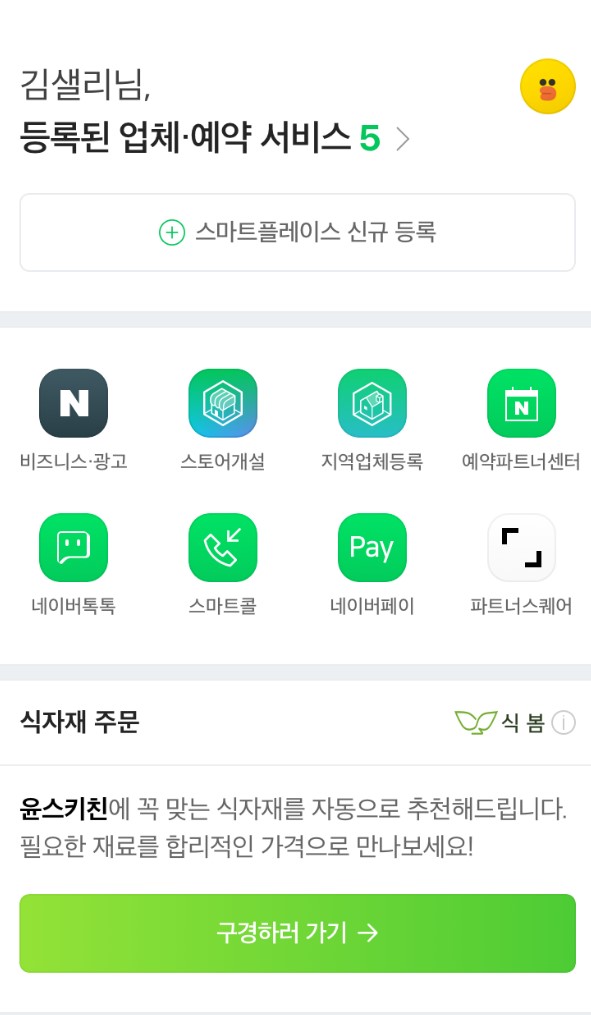 김샐리님,
등록된 업체·예약 서비스 5
스마트플레이스 신규 등록
N
N
비즈니스·광고
스토어개설
지역업체등록
예약파트너센터
Pay
네이버톡톡
스마트콜
네이버페이
파트너스퀘어
식자재 주문
식 봄
윤스키친에 꼭 맞는 식자재를 자동으로 추천해드립니다.
필요한 재료를 합리적인 가격으로 만나보세요!
구경하러 가기 →